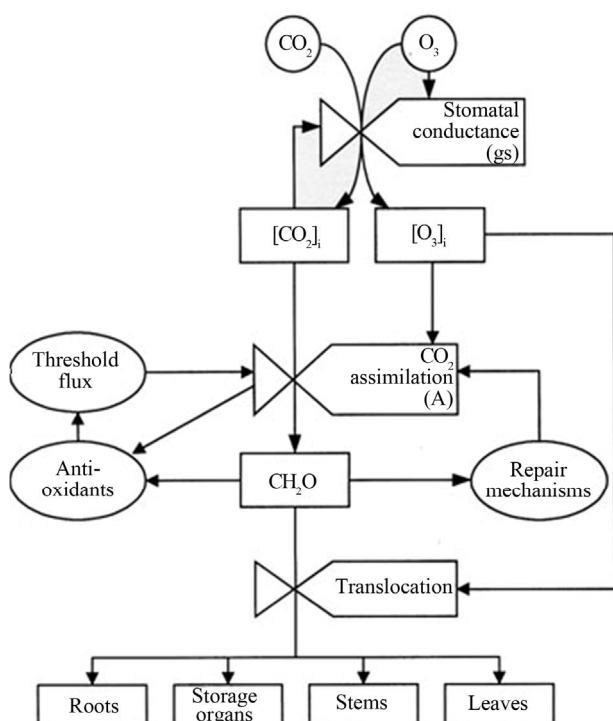 CO₂
O₃
Stomatal
conductance
(gs)
[CO₂]ᵢ
[O₃]ᵢ
Threshold
flux
CO₂
assimilation
(A)
Anti-
oxidants
CH₂O
Repair
mechanisms
Translocation
Roots
Storage
organs
Stems
Leaves